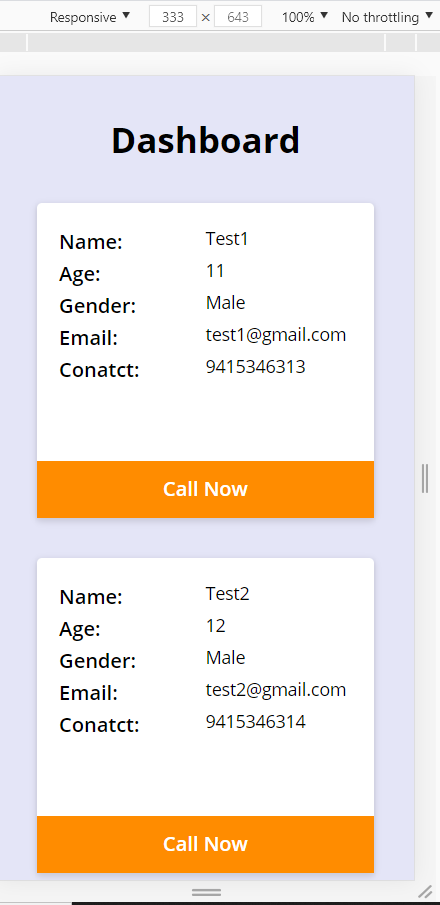 Responsive ▼ 333 × 643 100% ▼ No throttling ▼
Dashboard
Name: Test1
Age: 11
Gender: Male
Email: test1@gmail.com
Conatct: 9415346313
Call Now
Name: Test2
Age: 12
Gender: Male
Email: test2@gmail.com
Conatct: 9415346314
Call Now